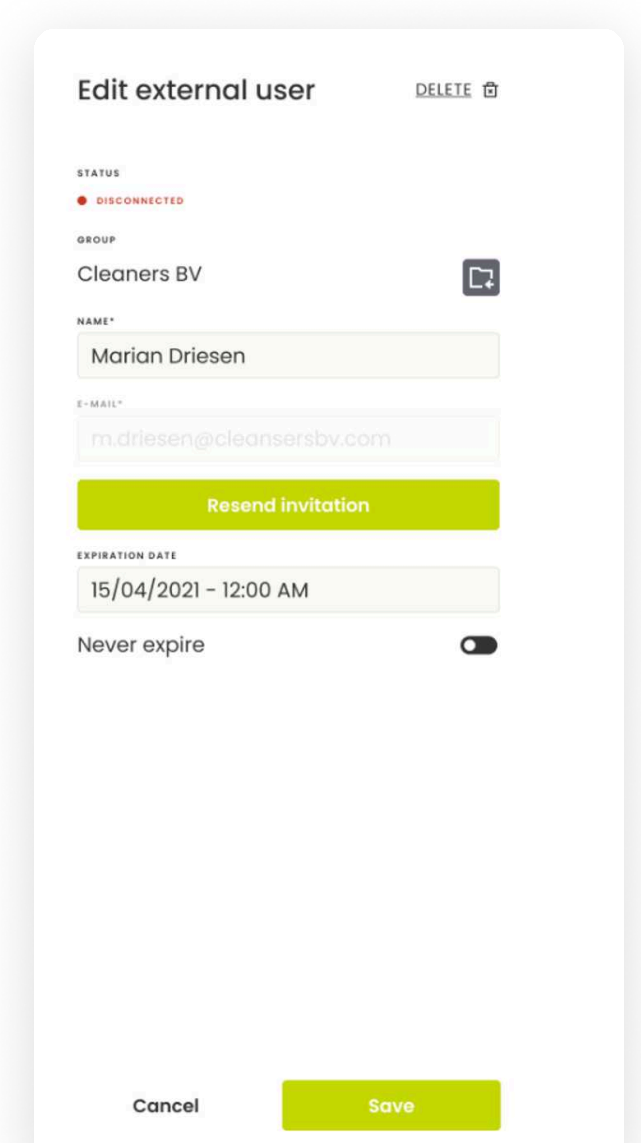 Edit external user
DELETE
STATUS
DISCONNECTED
GROUP
Cleaners BV
NAME*
Marian Driesen
E-MAIL*
m.driesen@cleansersbv.com
Resend invitation
EXPIRATION DATE
15/04/2021 - 12:00 AM
Never expire
Cancel
Save